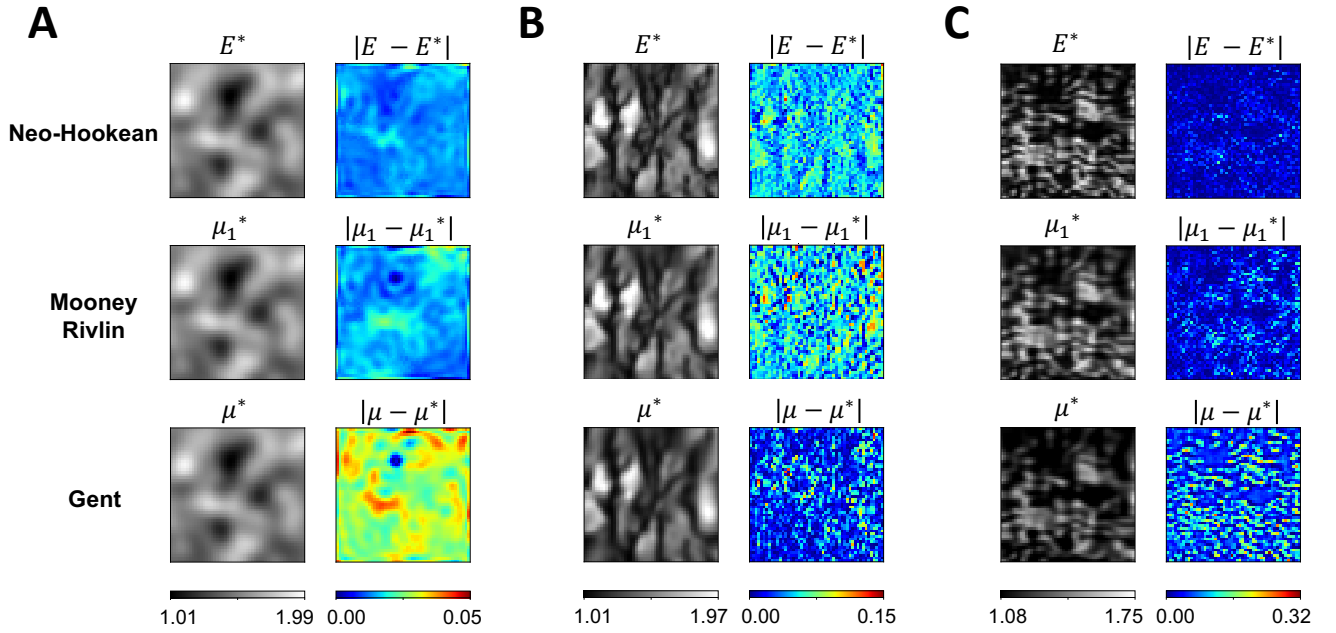 A B C
E* |E − E*| E* |E − E*| E* |E − E*|
Neo-Hookean
μ₁* |μ₁ − μ₁*| μ₁* |μ₁ − μ₁*| μ₁* |μ₁ − μ₁*|
Mooney
Rivlin
μ* |μ − μ*| μ* |μ − μ*| μ* |μ − μ*|
Gent
1.01 1.99 0.00 0.05 1.01 1.97 0.00 0.15 1.08 1.75 0.00 0.32